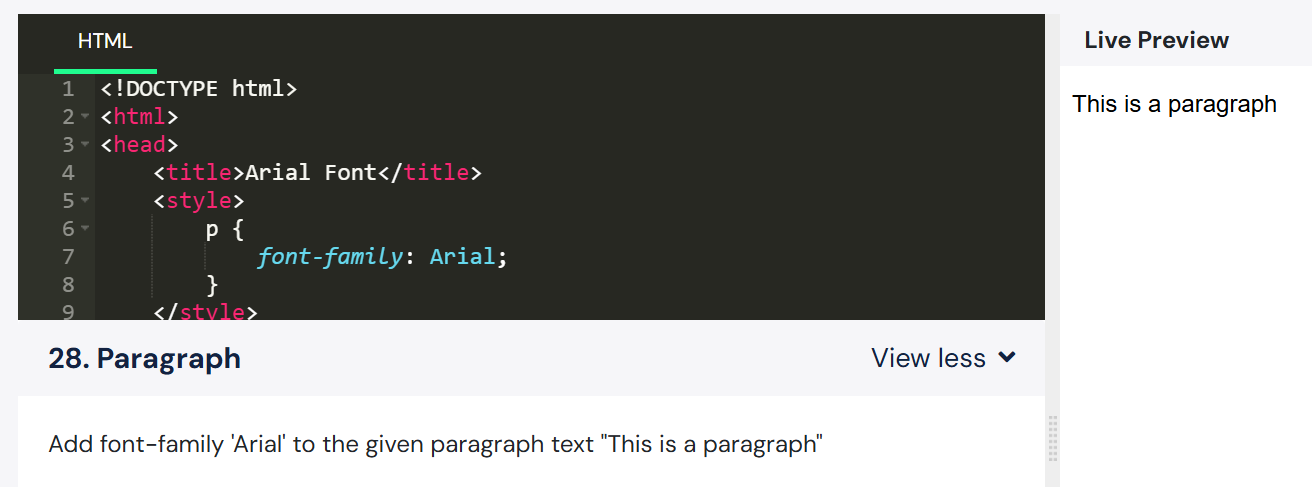 HTML
Live Preview
1 <!DOCTYPE html>
2 <html>
3 <head>
4     <title>Arial Font</title>
5     <style>
6         p {
7             font-family: Arial;
8         }
9     </style>
This is a paragraph
28. Paragraph
View less
Add font-family 'Arial' to the given paragraph text "This is a paragraph"